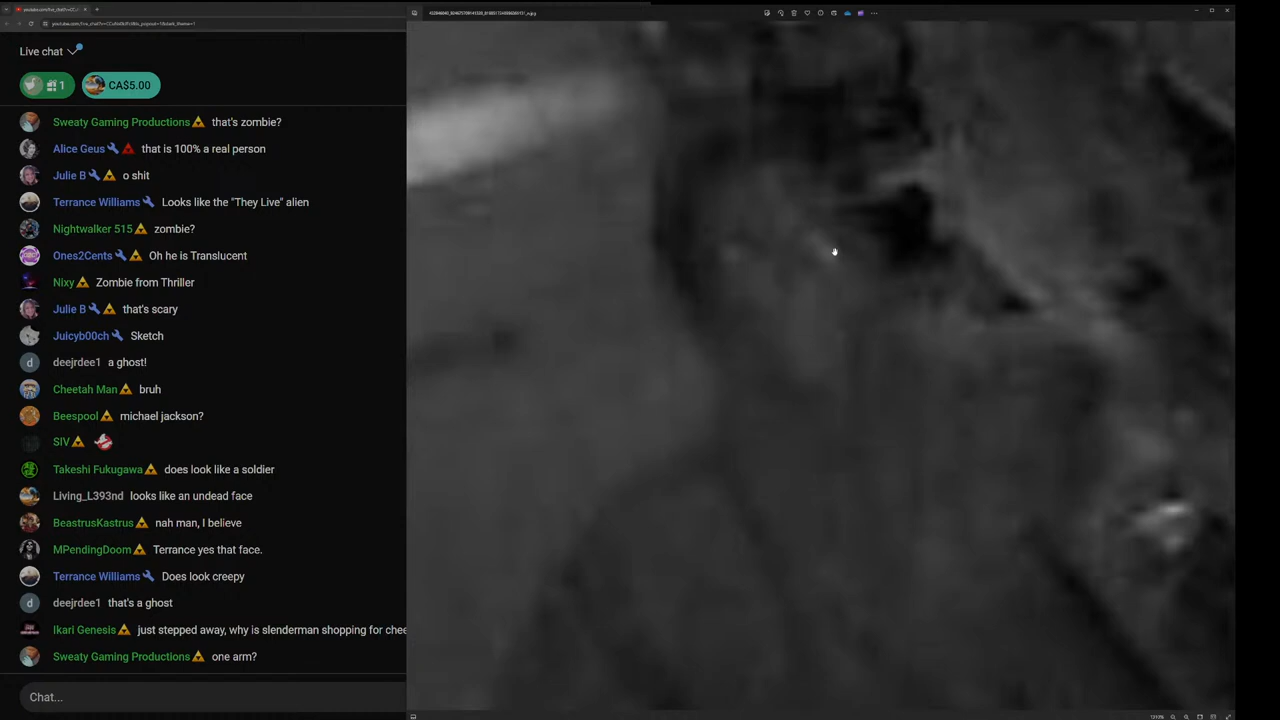 Live chat
1
CA$5.00
Sweaty Gaming Productions that's zombie?
Alice Geus that is 100% a real person
Julie B o shit
Terrance Williams Looks like the "They Live" alien
Nightwalker 515 zombie?
Ones2Cents Oh he is Translucent
Nixy Zombie from Thriller
Julie B that's scary
Juicyb00ch Sketch
d deejrdee1 a ghost!
Cheetah Man bruh
Beespool michael jackson?
SIV
Takeshi Fukugawa does look like a soldier
Living_L393nd looks like an undead face
BeastrusKastrus nah man, I believe
MPendingDoom Terrance yes that face.
Terrance Williams Does look creepy
d deejrdee1 that's a ghost
Ikari Genesis just stepped away, why is slenderman shopping for chee
Sweaty Gaming Productions one arm?
Chat...